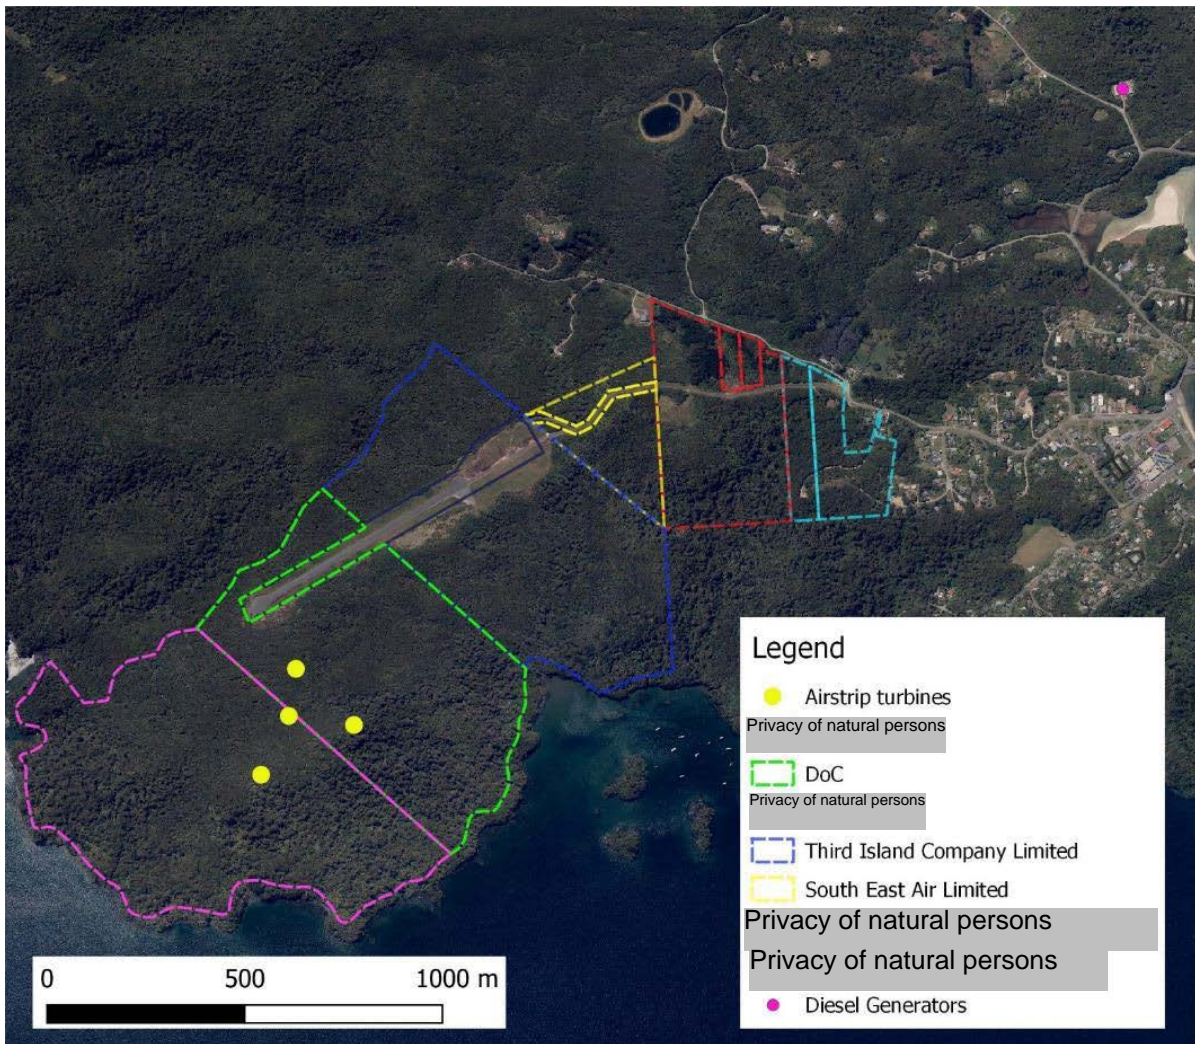 Legend
Airstrip turbines
Privacy of natural persons
DoC
Privacy of natural persons
Third Island Company Limited
South East Air Limited
Privacy of natural persons
Privacy of natural persons
Diesel Generators
0 500 1000 m